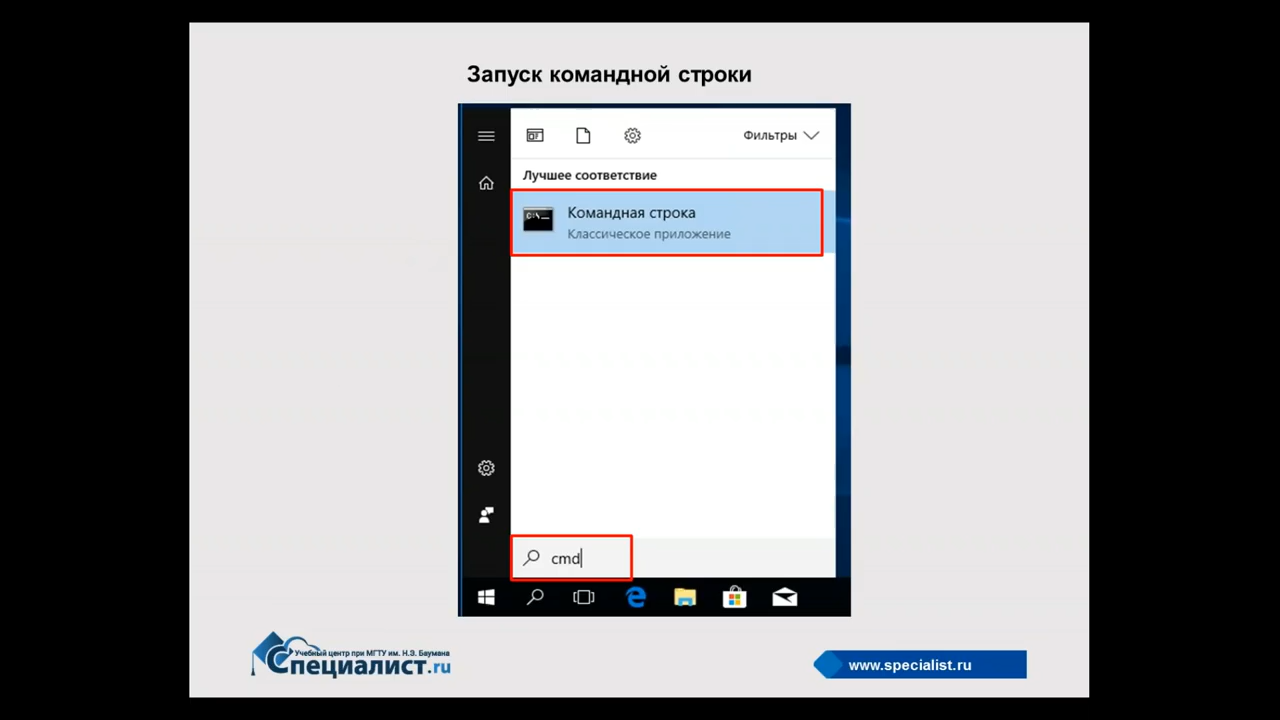 Запуск командной строки
Фильтры
Лучшее соответствие
C:\_
Командная строка
Классическое приложение
cmd
Учебный центр при МГТУ им. Н.Э. Баумана
Специалист.ru
www.specialist.ru